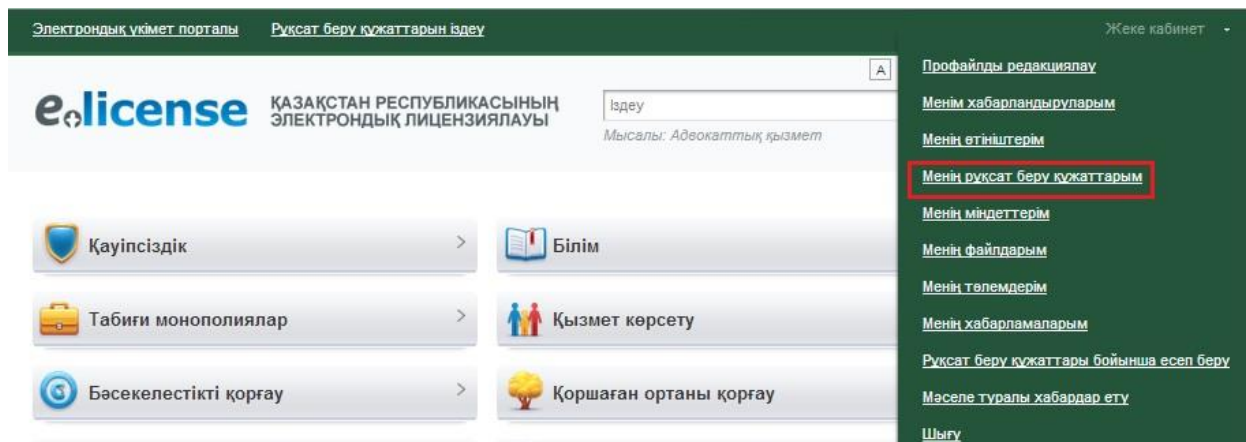 Электрондық үкімет порталы
Рұқсат беру құжаттарын іздеу
Жеке кабинет
A
e.license
ҚАЗАҚСТАН РЕСПУБЛИКАСЫНЫҢ
ЭЛЕКТРОНДЫҚ ЛИЦЕНЗИЯЛАУЫ
Іздеу
Мысалы: Адвокаттық қызмет
Қауіпсіздік
Білім
Табиғи монополиялар
Қызмет көрсету
Бәсекелестікті қорғау
Қоршаған ортаны қорғау
Профайлды редакциялау
Менім хабарландыруларым
Менің өтініштерім
Менің рұқсат беру құжаттарым
Менің міндеттерім
Менің файлдарым
Менің төлемдерім
Менің хабарламаларым
Рұқсат беру құжаттары бойынша есеп беру
Мәселе туралы хабардар ету
Шығу